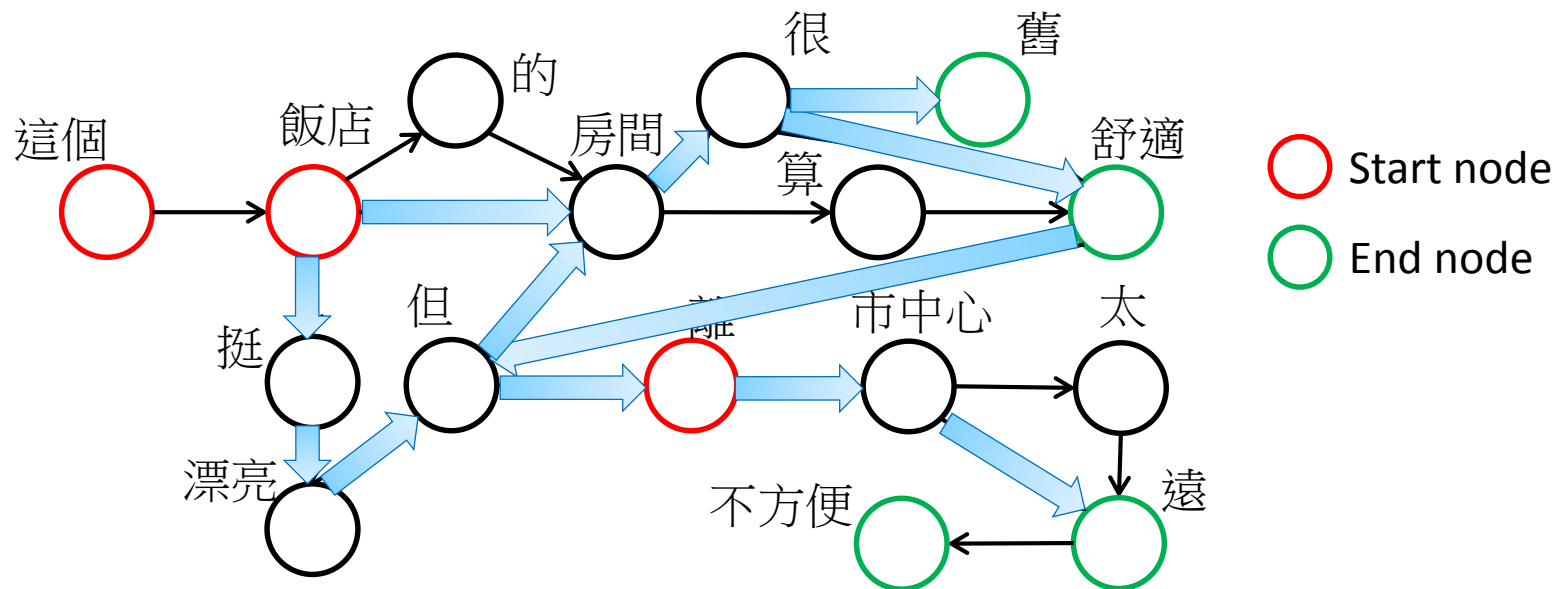 很
舊
的
飯店
房間
這個
舒適
算
Start node
End node
但
離
市中心
太
挺
漂亮
不方便
遠